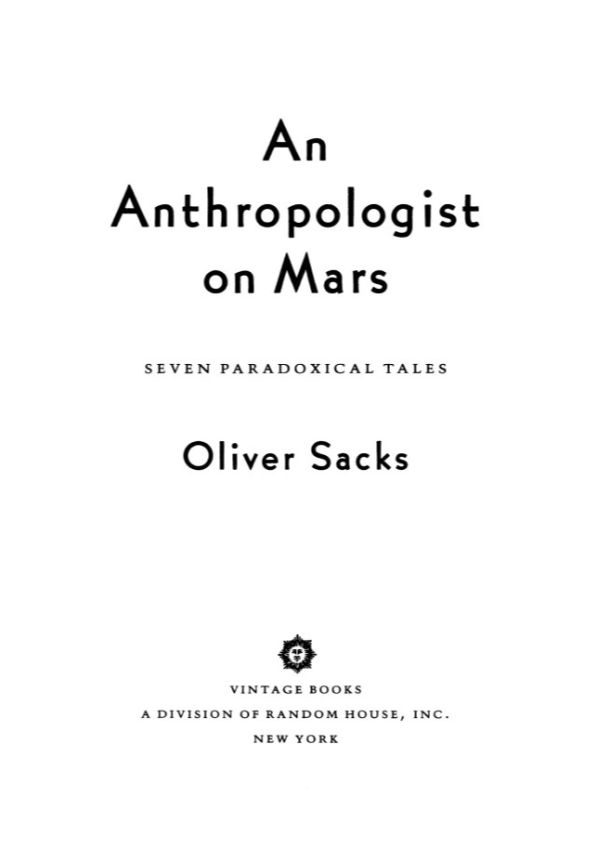 An
Anthropologist
on Mars
SEVEN PARADOXICAL TALES
Oliver Sacks
VINTAGE BOOKS
A DIVISION OF RANDOM HOUSE, INC.
NEW YORK